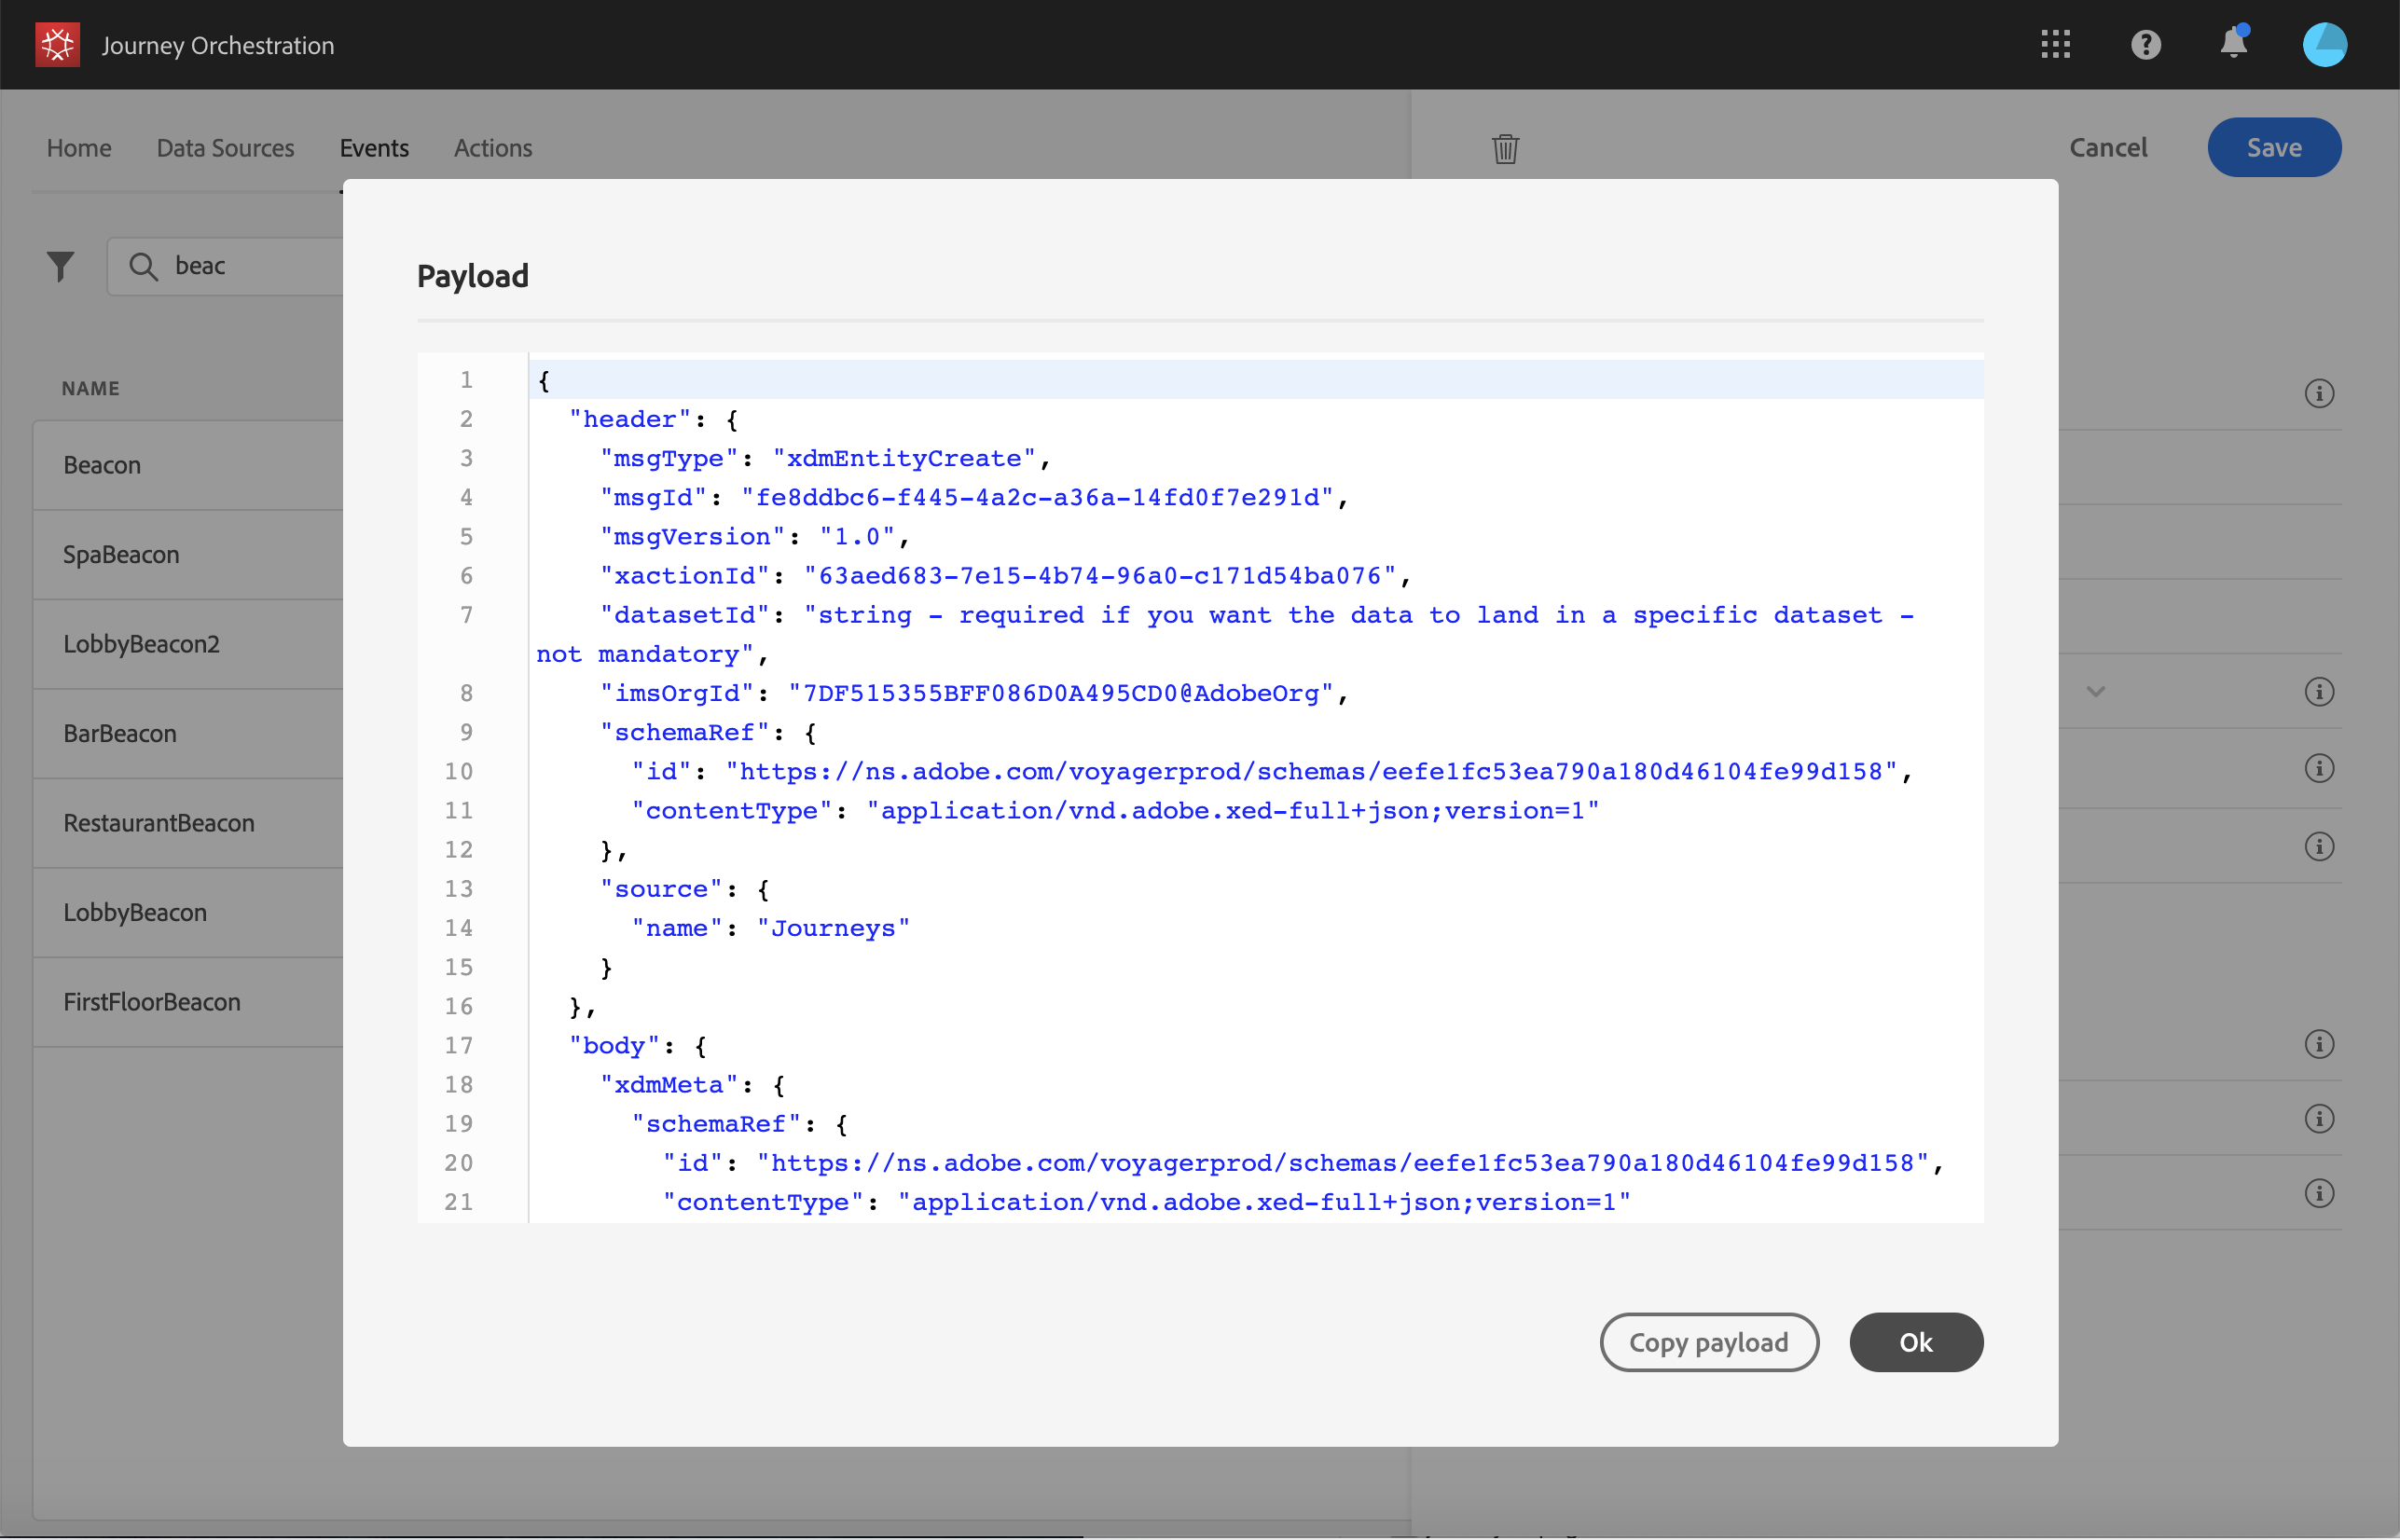 Journey Orchestration
Home Data Sources Events Actions
Cancel Save
beac
NAME
Beacon
SpaBeacon
LobbyBeacon2
BarBeacon
RestaurantBeacon
LobbyBeacon
FirstFloorBeacon
Payload
1 {
2 "header": {
3 "msgType": "xdmEntityCreate",
4 "msgId": "fe8ddbc6-f445-4a2c-a36a-14fd0f7e291d",
5 "msgVersion": "1.0",
6 "xactionId": "63aed683-7e15-4b74-96a0-c171d54ba076",
7 "datasetId": "string - required if you want the data to land in a specific dataset -
not mandatory",
8 "imsOrgId": "7DF515355BFF086D0A495CD0@AdobeOrg",
9 "schemaRef": {
10 "id": "https://ns.adobe.com/voyagerprod/schemas/eefe1fc53ea790a180d46104fe99d158",
11 "contentType": "application/vnd.adobe.xed-full+json;version=1"
12 },
13 "source": {
14 "name": "Journeys"
15 }
16 },
17 "body": {
18 "xdmMeta": {
19 "schemaRef": {
20 "id": "https://ns.adobe.com/voyagerprod/schemas/eefe1fc53ea790a180d46104fe99d158",
21 "contentType": "application/vnd.adobe.xed-full+json;version=1"
Copy payload Ok